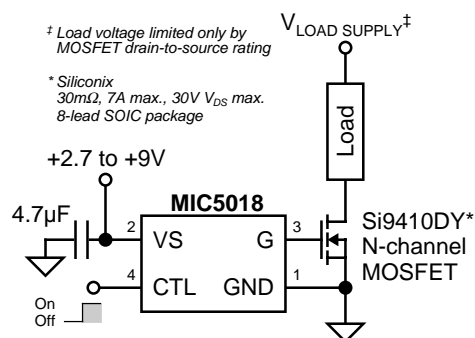 ‡ Load voltage limited only by
MOSFET drain-to-source rating
* Siliconix
30mΩ, 7A max., 30V VDS max.
8-lead SOIC package
VLOAD SUPPLY‡
Load
+2.7 to +9V
4.7µF
MIC5018
2
VS
G
3
4
CTL
GND
1
Si9410DY*
N-channel
MOSFET
On
Off